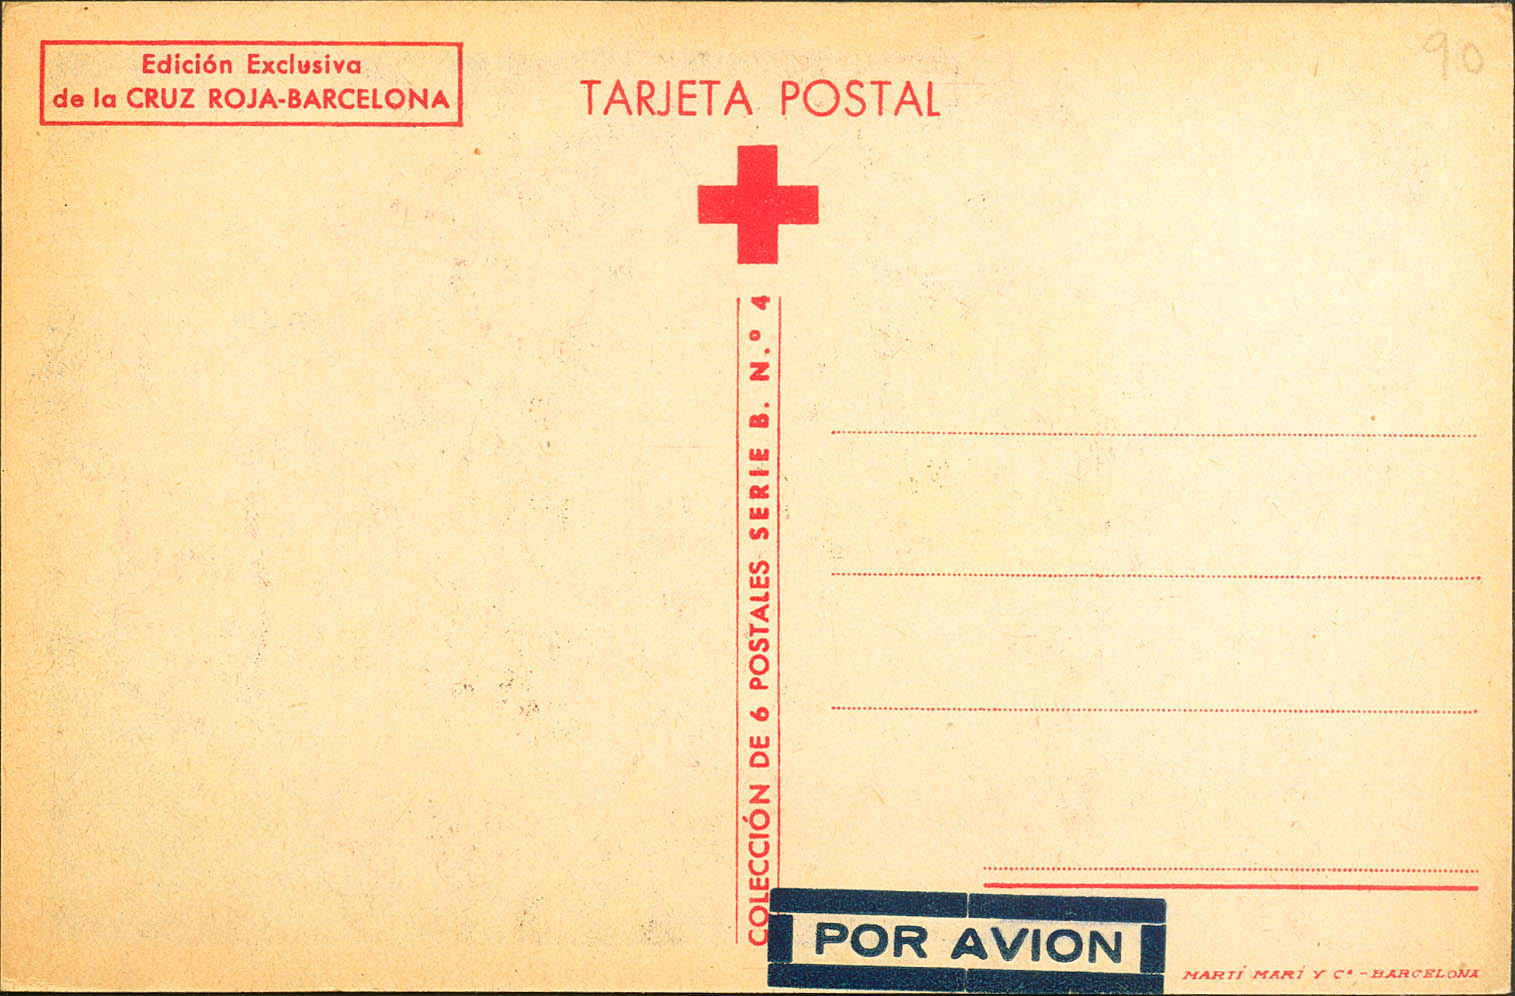 Edición Exclusiva
de la CRUZ ROJA-BARCELONA
TARJETA POSTAL
90
COLECCIÓN DE 6 POSTALES SERIE B. N.º 4
POR AVION
MARTÍ MARÍ Y Cª - BARCELONA